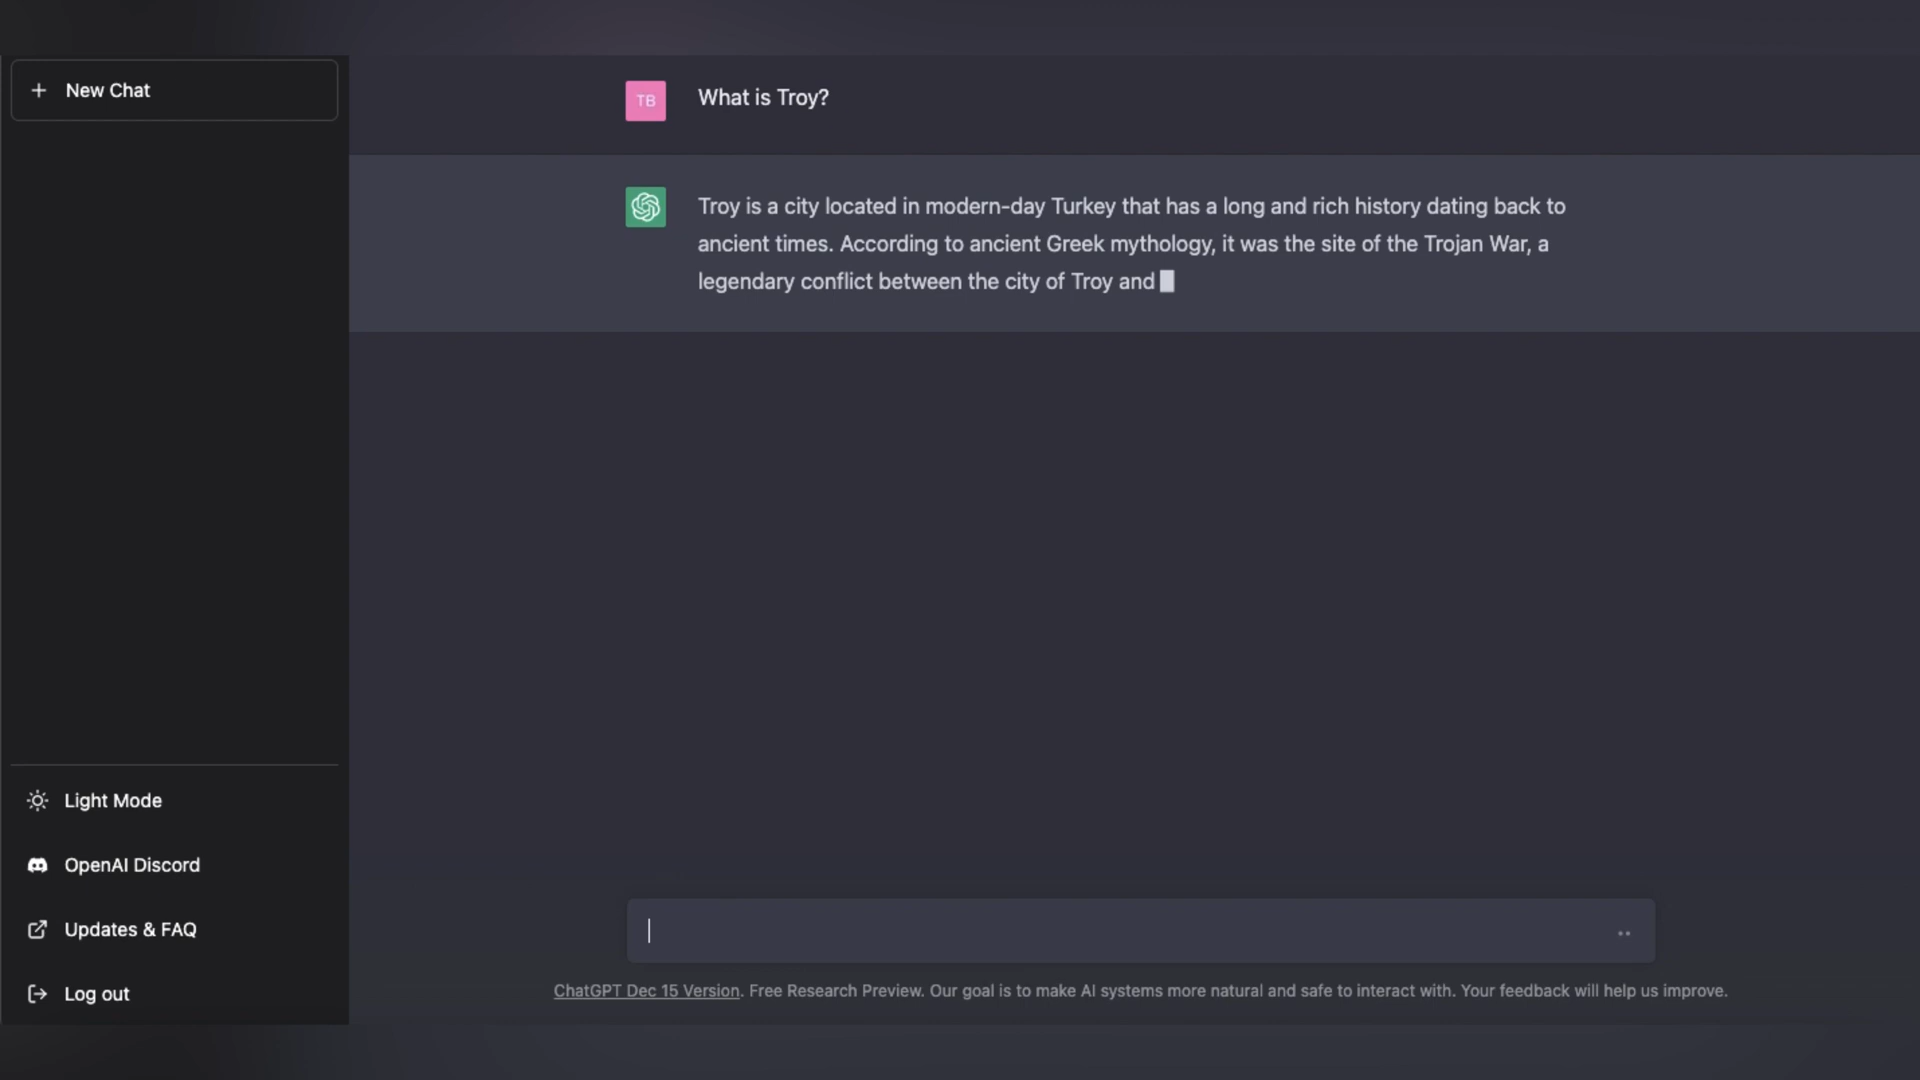 New Chat
TB
What is Troy?
Troy is a city located in modern-day Turkey that has a long and rich history dating back to
ancient times. According to ancient Greek mythology, it was the site of the Trojan War, a
legendary conflict between the city of Troy and
Light Mode
OpenAI Discord
Updates & FAQ
Log out
ChatGPT Dec 15 Version. Free Research Preview. Our goal is to make AI systems more natural and safe to interact with. Your feedback will help us improve.